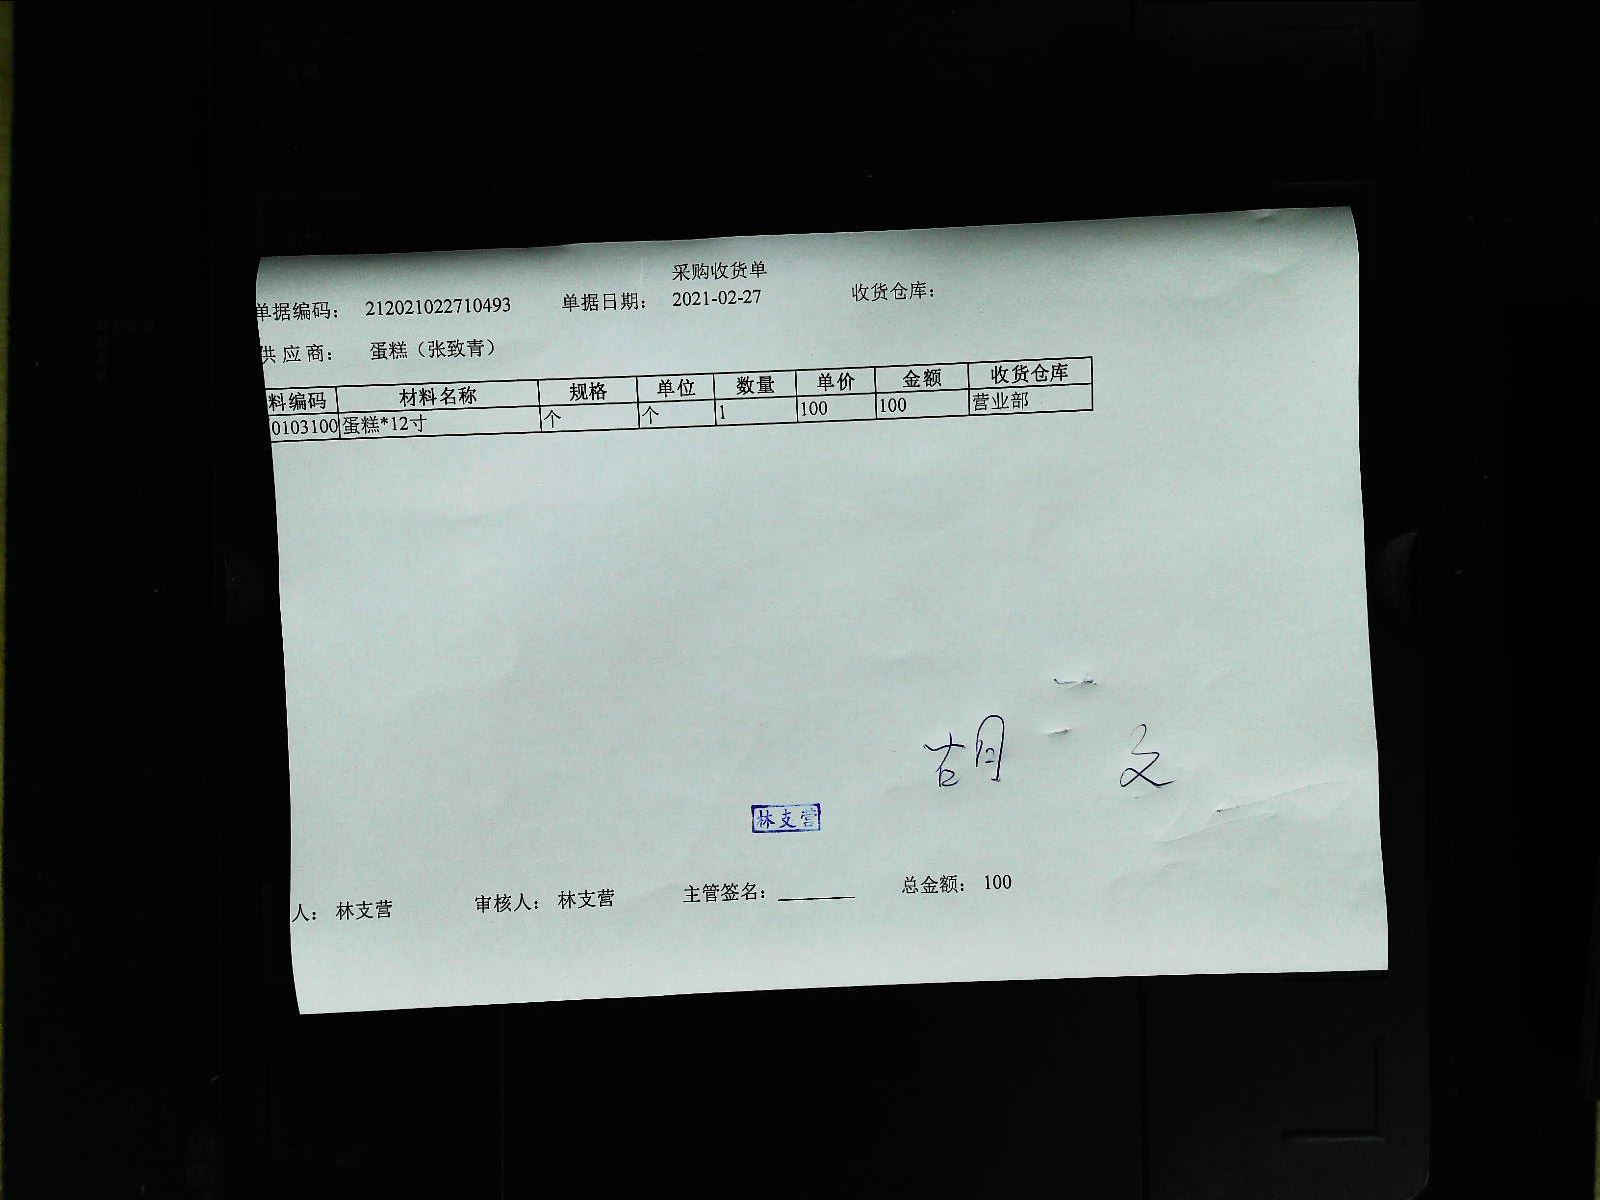 采购收货单
单据编码： 212021022710493 单据日期： 2021-02-27 收货仓库：
供应商： 蛋糕（张致青）
料编码 材料名称 规格 单位 数量 单价 金额 收货仓库
0103100 蛋糕*12寸 个 个 1 100 100 营业部
胡 文
林支营
人： 林支营 审核人： 林支营 主管签名： 总金额： 100